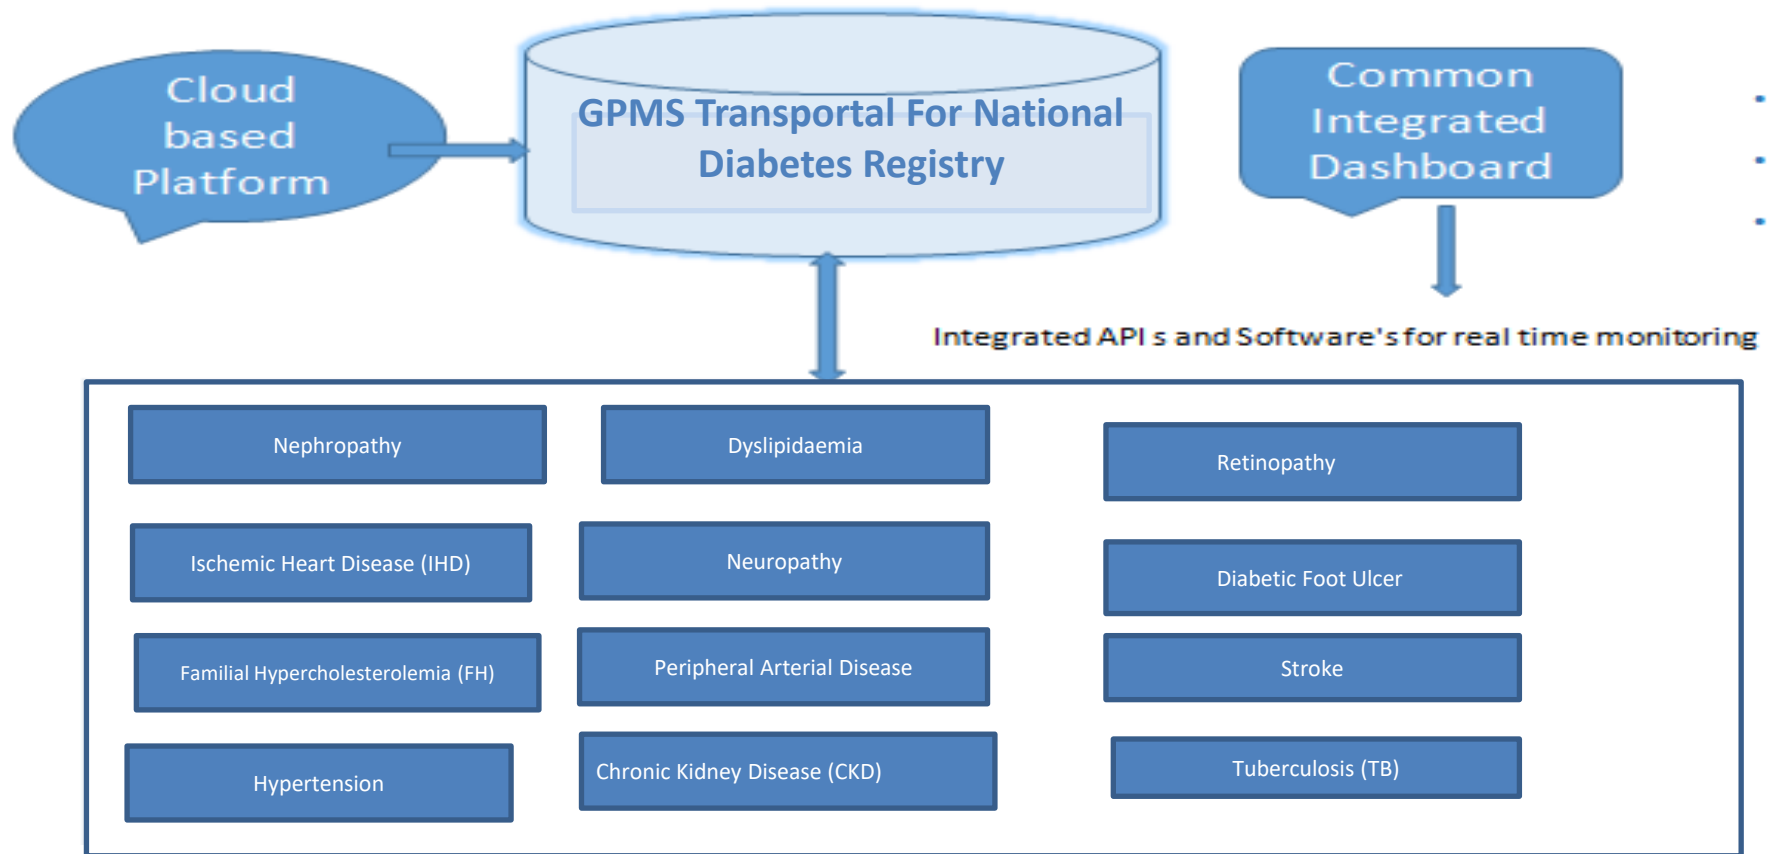 Cloud
based
Platform
GPMS Transportal For National
Diabetes Registry
Common
Integrated
Dashboard
Integrated API s and Software's for real time monitoring
Nephropathy
Dyslipidaemia
Retinopathy
Ischemic Heart Disease (IHD)
Neuropathy
Diabetic Foot Ulcer
Familial Hypercholesterolemia (FH)
Peripheral Arterial Disease
Stroke
Hypertension
Chronic Kidney Disease (CKD)
Tuberculosis (TB)